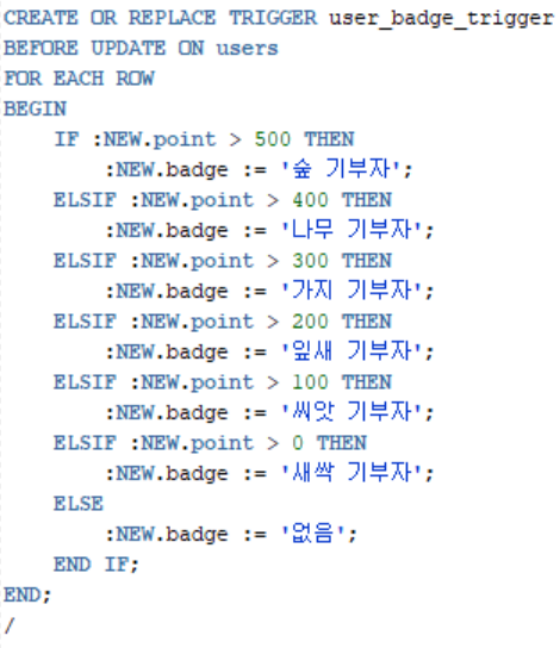 CREATE OR REPLACE TRIGGER user_badge_trigger
BEFORE UPDATE ON users
FOR EACH ROW
BEGIN
    IF :NEW.point > 500 THEN
        :NEW.badge := '숲 기부자';
    ELSIF :NEW.point > 400 THEN
        :NEW.badge := '나무 기부자';
    ELSIF :NEW.point > 300 THEN
        :NEW.badge := '가지 기부자';
    ELSIF :NEW.point > 200 THEN
        :NEW.badge := '잎새 기부자';
    ELSIF :NEW.point > 100 THEN
        :NEW.badge := '씨앗 기부자';
    ELSIF :NEW.point > 0 THEN
        :NEW.badge := '새싹 기부자';
    ELSE
        :NEW.badge := '없음';
    END IF;
END;
/